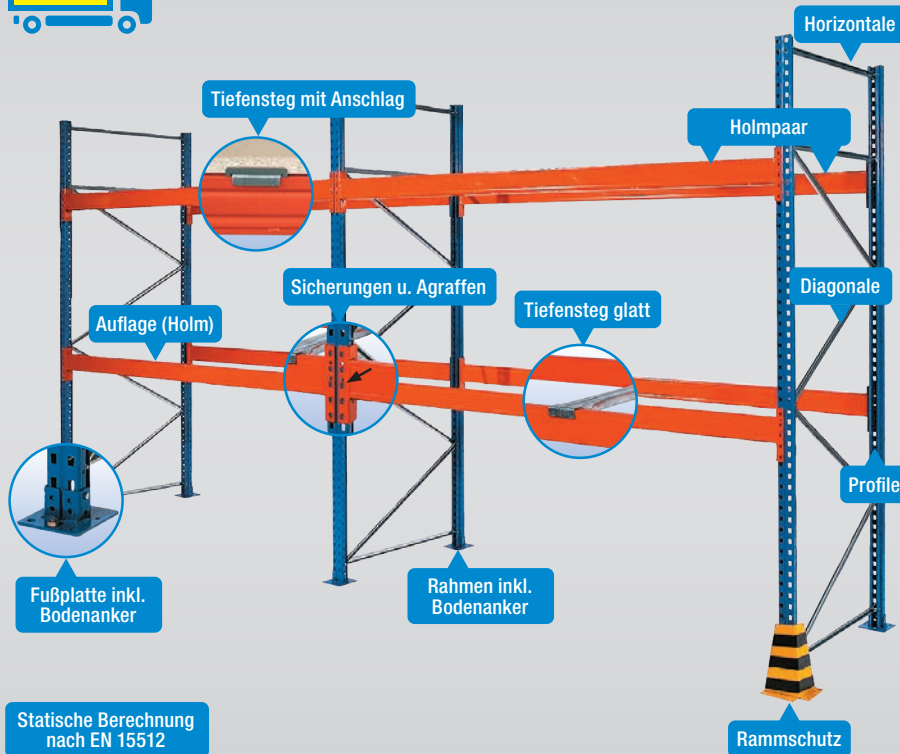 Horizontale
Tiefensteg mit Anschlag
Holmpaar
Sicherungen u. Agraffen
Diagonale
Tiefensteg glatt
Auflage (Holm)
Profile
Fußplatte inkl.
Bodenanker
Rahmen inkl.
Bodenanker
Statische Berechnung
nach EN 15512
Rammschutz